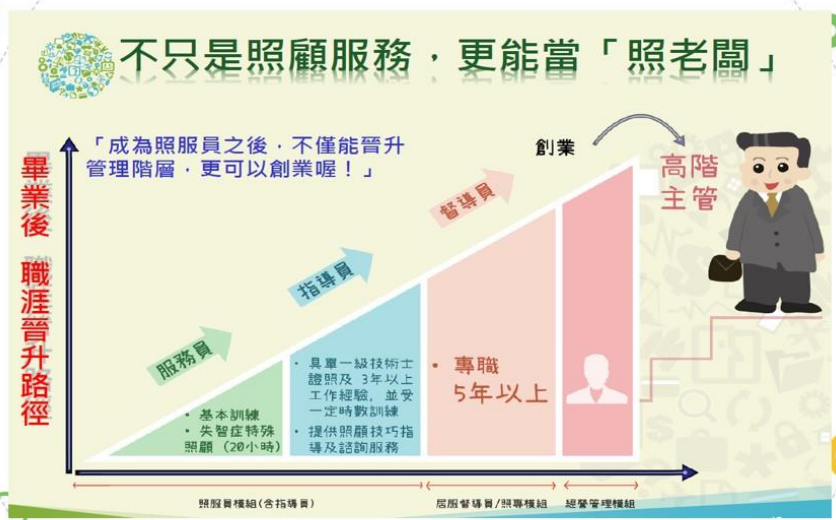 不只是照顧服務，更能當「照老闆」
「成為照服員之後，不僅能晉升
管理階層，更可以創業喔！」
畢業後 職涯晉升路徑
服務員
指導員
督導員
創業
高階
主管
• 基本訓練
• 失智症特殊
照顧（20小時）
• 具單一級技術士
證照及 3年以上
工作經驗，並受
一定時數訓練
• 提供照顧技巧指
導及諮詢服務
• 專職
5年以上
照服員模組(含指導員)
居服督導員/照專模組
經營管理模組